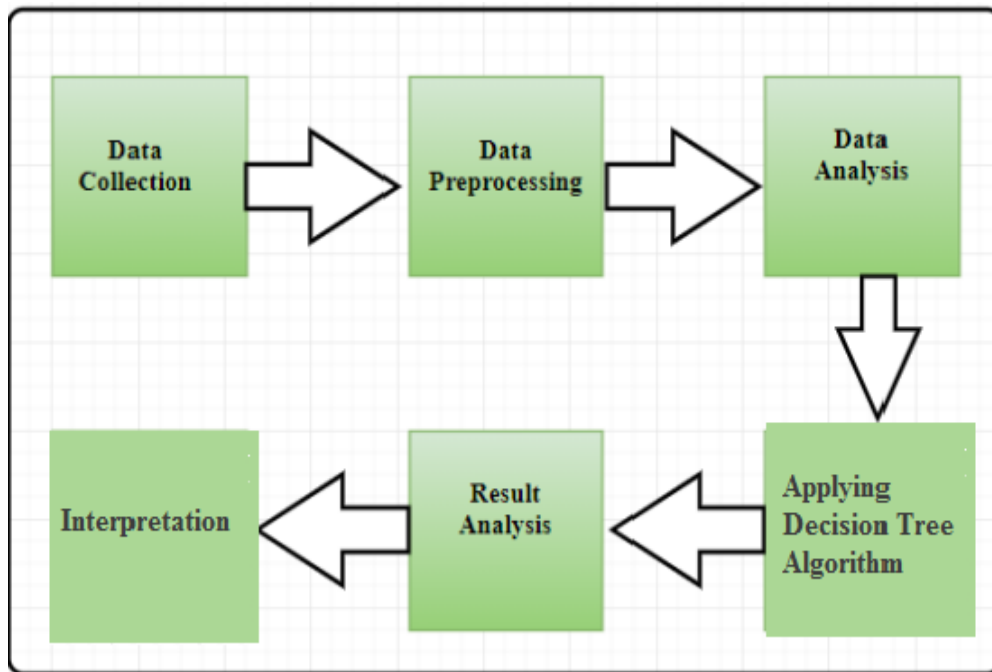 Data
Collection
Data
Preprocessing
Data
Analysis
Applying
Decision Tree
Algorithm
Result
Analysis
Interpretation